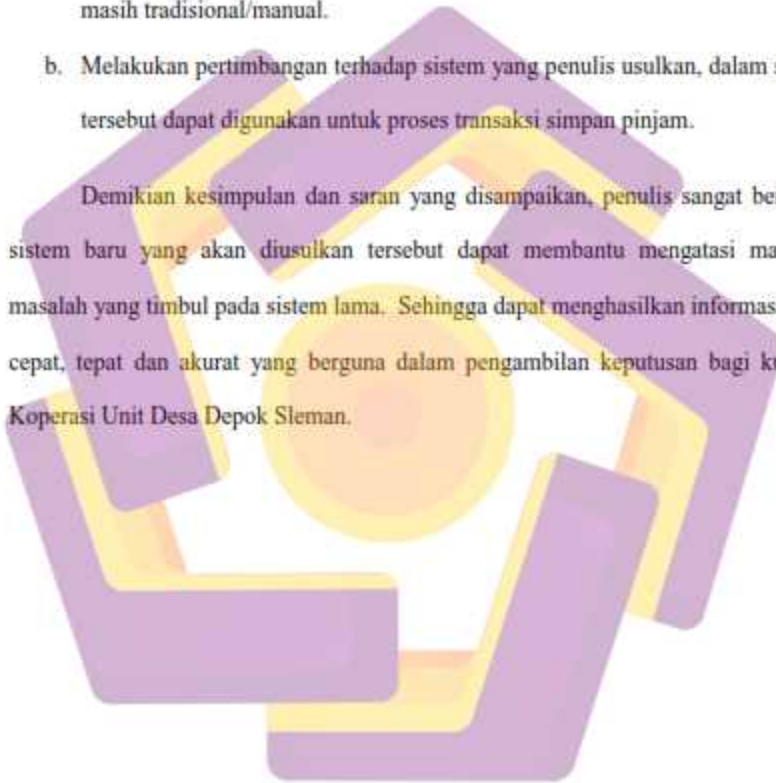 masih tradisional/manual.
b. Melakukan pertimbangan terhadap sistem yang penulis usulkan, dalam
tersebut dapat digunakan untuk proses transaksi simpan pinjam.
Demikian kesimpulan dan saran yang disampaikan, penulis sangat
sistem baru yang akan diusulkan tersebut dapat membantu mengatasi
masalah yang timbul pada sistem lama. Sehingga dapat menghasilkan
cepat, tepat dan akurat yang berguna dalam pengambilan keputusan bagi
Koperasi Unit Desa Depok Sleman.